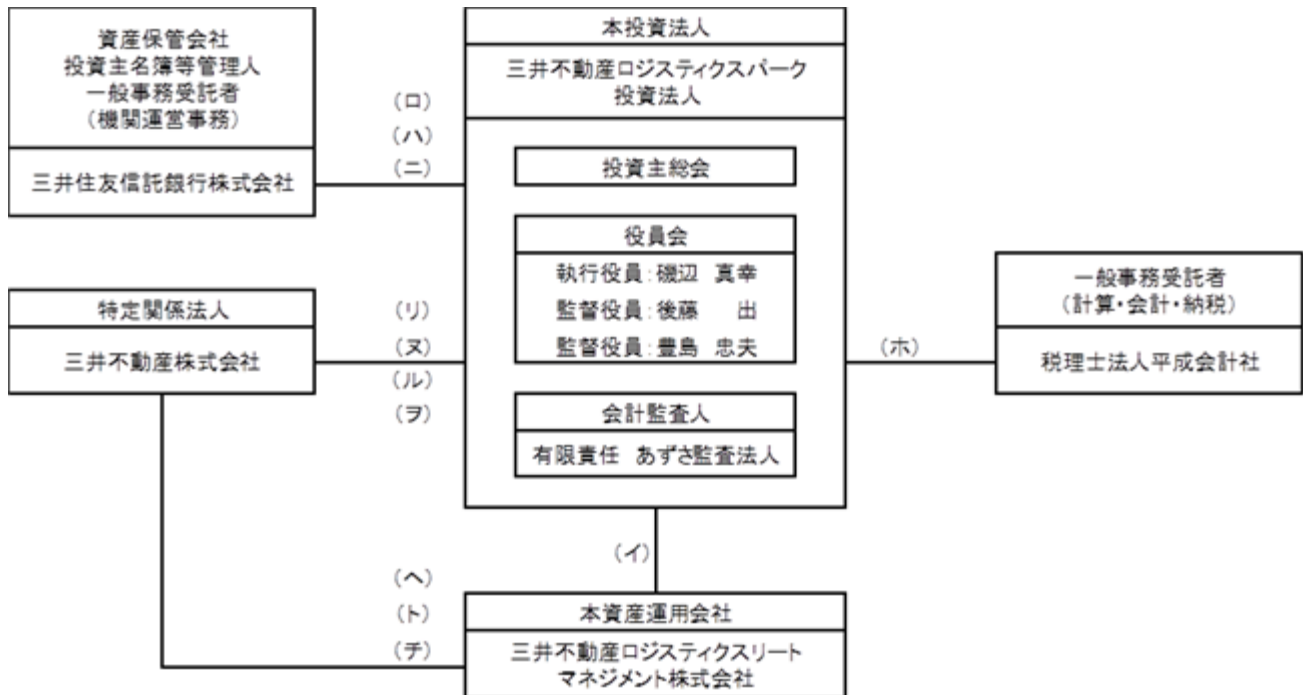 資産保管会社
投資主名簿等管理人
一般事務受託者
（機関運営事務）
三井住友信託銀行株式会社
（ロ）
（ハ）
（ニ）
本投資法人
三井不動産ロジスティクスパーク
投資法人
投資主総会
役員会
執行役員：磯辺　真幸
監督役員：後藤　　出
監督役員：豊島　忠夫
会計監査人
有限責任　あずさ監査法人
特定関係法人
三井不動産株式会社
（リ）
（ヌ）
（ル）
（ヲ）
（ホ）
一般事務受託者
（計算・会計・納税）
税理士法人平成会計社
（イ）
（ヘ）
（ト）
（チ）
本資産運用会社
三井不動産ロジスティクスリート
マネジメント株式会社